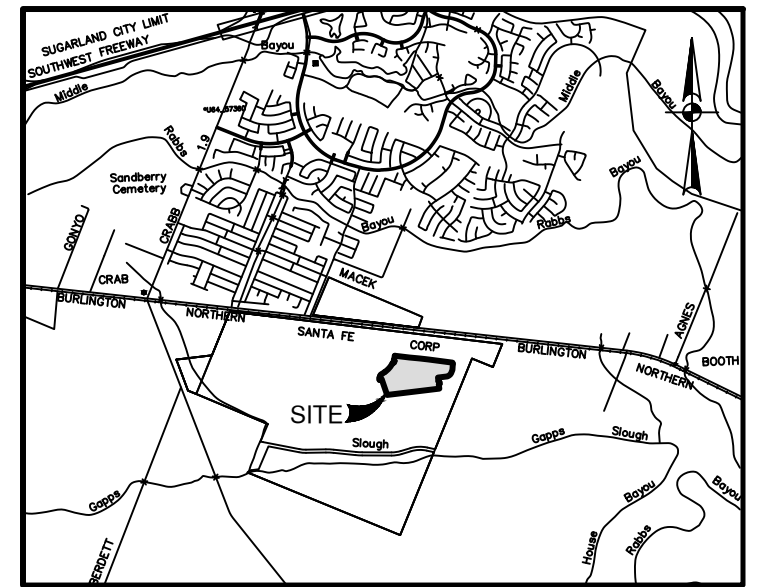 SUGARLAND CITY LIMIT
SOUTHWEST FREEWAY
Bayou
Middle
Middle
Bayou
Rabbs
1.9
Sandberry
Cemetery
Bayou
Rabbs
Bayou
GONYO
CRABB
MACEK
CRAB
BURLINGTON
NORTHERN
SANTA FE
CORP
BURLINGTON
NORTHERN
AGNES
BOOTH
SITE
Slough
Gapps
Slough
Gapps
Bayou
Bayou
House
Rabbs
BERDETT